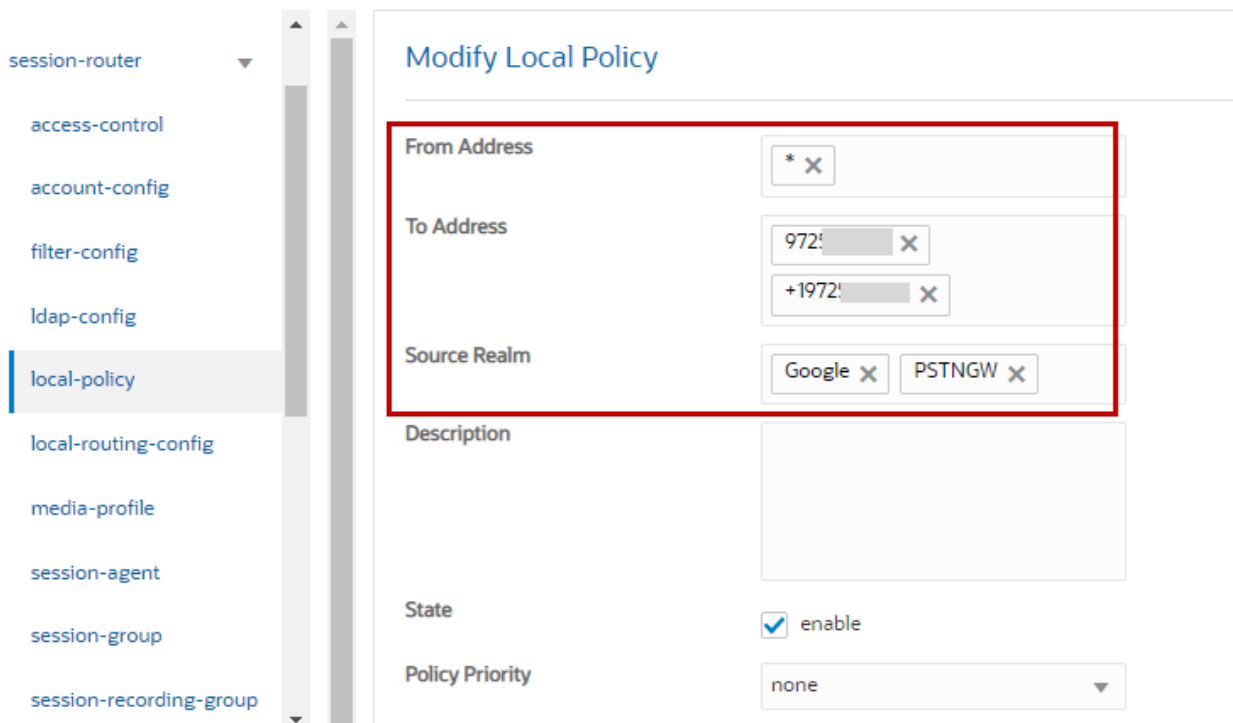 session-router
access-control
account-config
filter-config
ldap-config
local-policy
local-routing-config
media-profile
session-agent
session-group
session-recording-group
Modify Local Policy
From Address
*
To Address
972
+1972
Source Realm
Google PSTNGW
Description
State
enable
Policy Priority
none